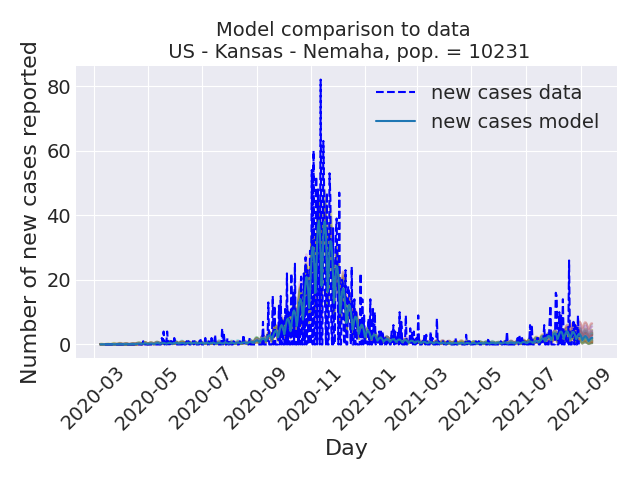 Model comparison to data
US - Kansas - Nemaha, pop. = 10231
Number of new cases reported
80
60
40
20
0
new cases data
new cases model
2020-03
2020-05
2020-07
2020-09
2020-11
2021-01
2021-03
2021-05
2021-07
2021-09
Day